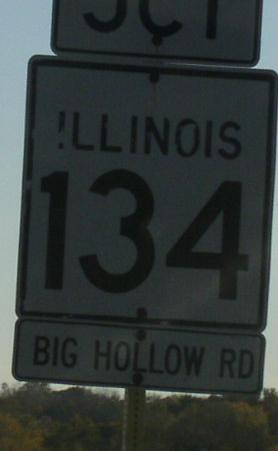 JCT
ILLINOIS
134
BIG HOLLOW RD